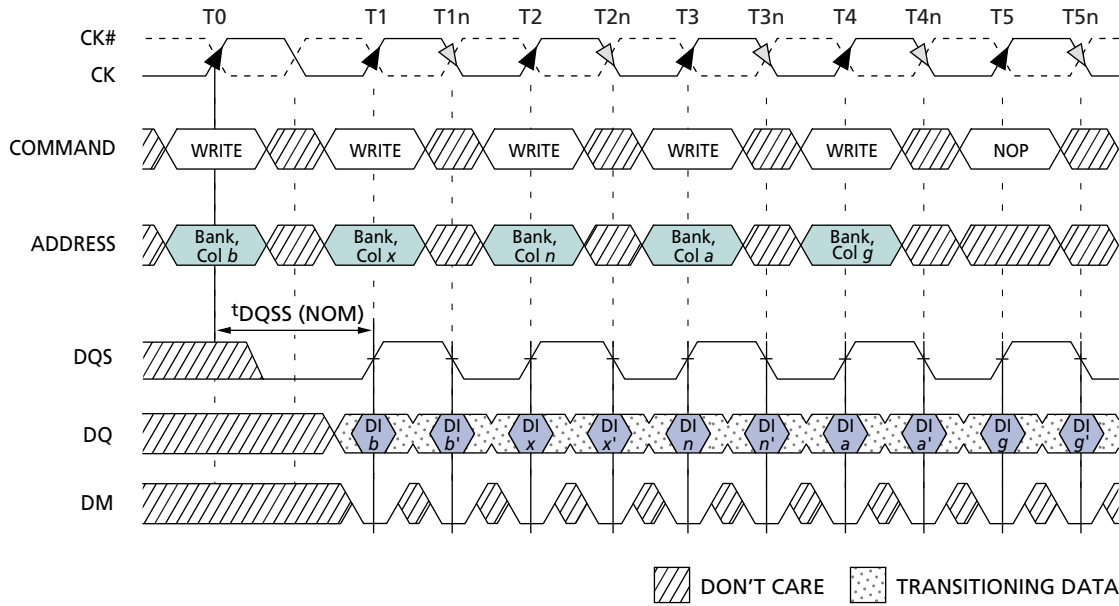 T0 T1 T1n T2 T2n T3 T3n T4 T4n T5 T5n
CK#
CK
COMMAND WRITE WRITE WRITE WRITE WRITE NOP
ADDRESS Bank, Col b Bank, Col x Bank, Col n Bank, Col a Bank, Col g
tDQSS (NOM)
DQS
DQ DI b DI b' DI x DI x' DI n DI n' DI a DI a' DI g DI g'
DM
DON'T CARE TRANSITIONING DATA